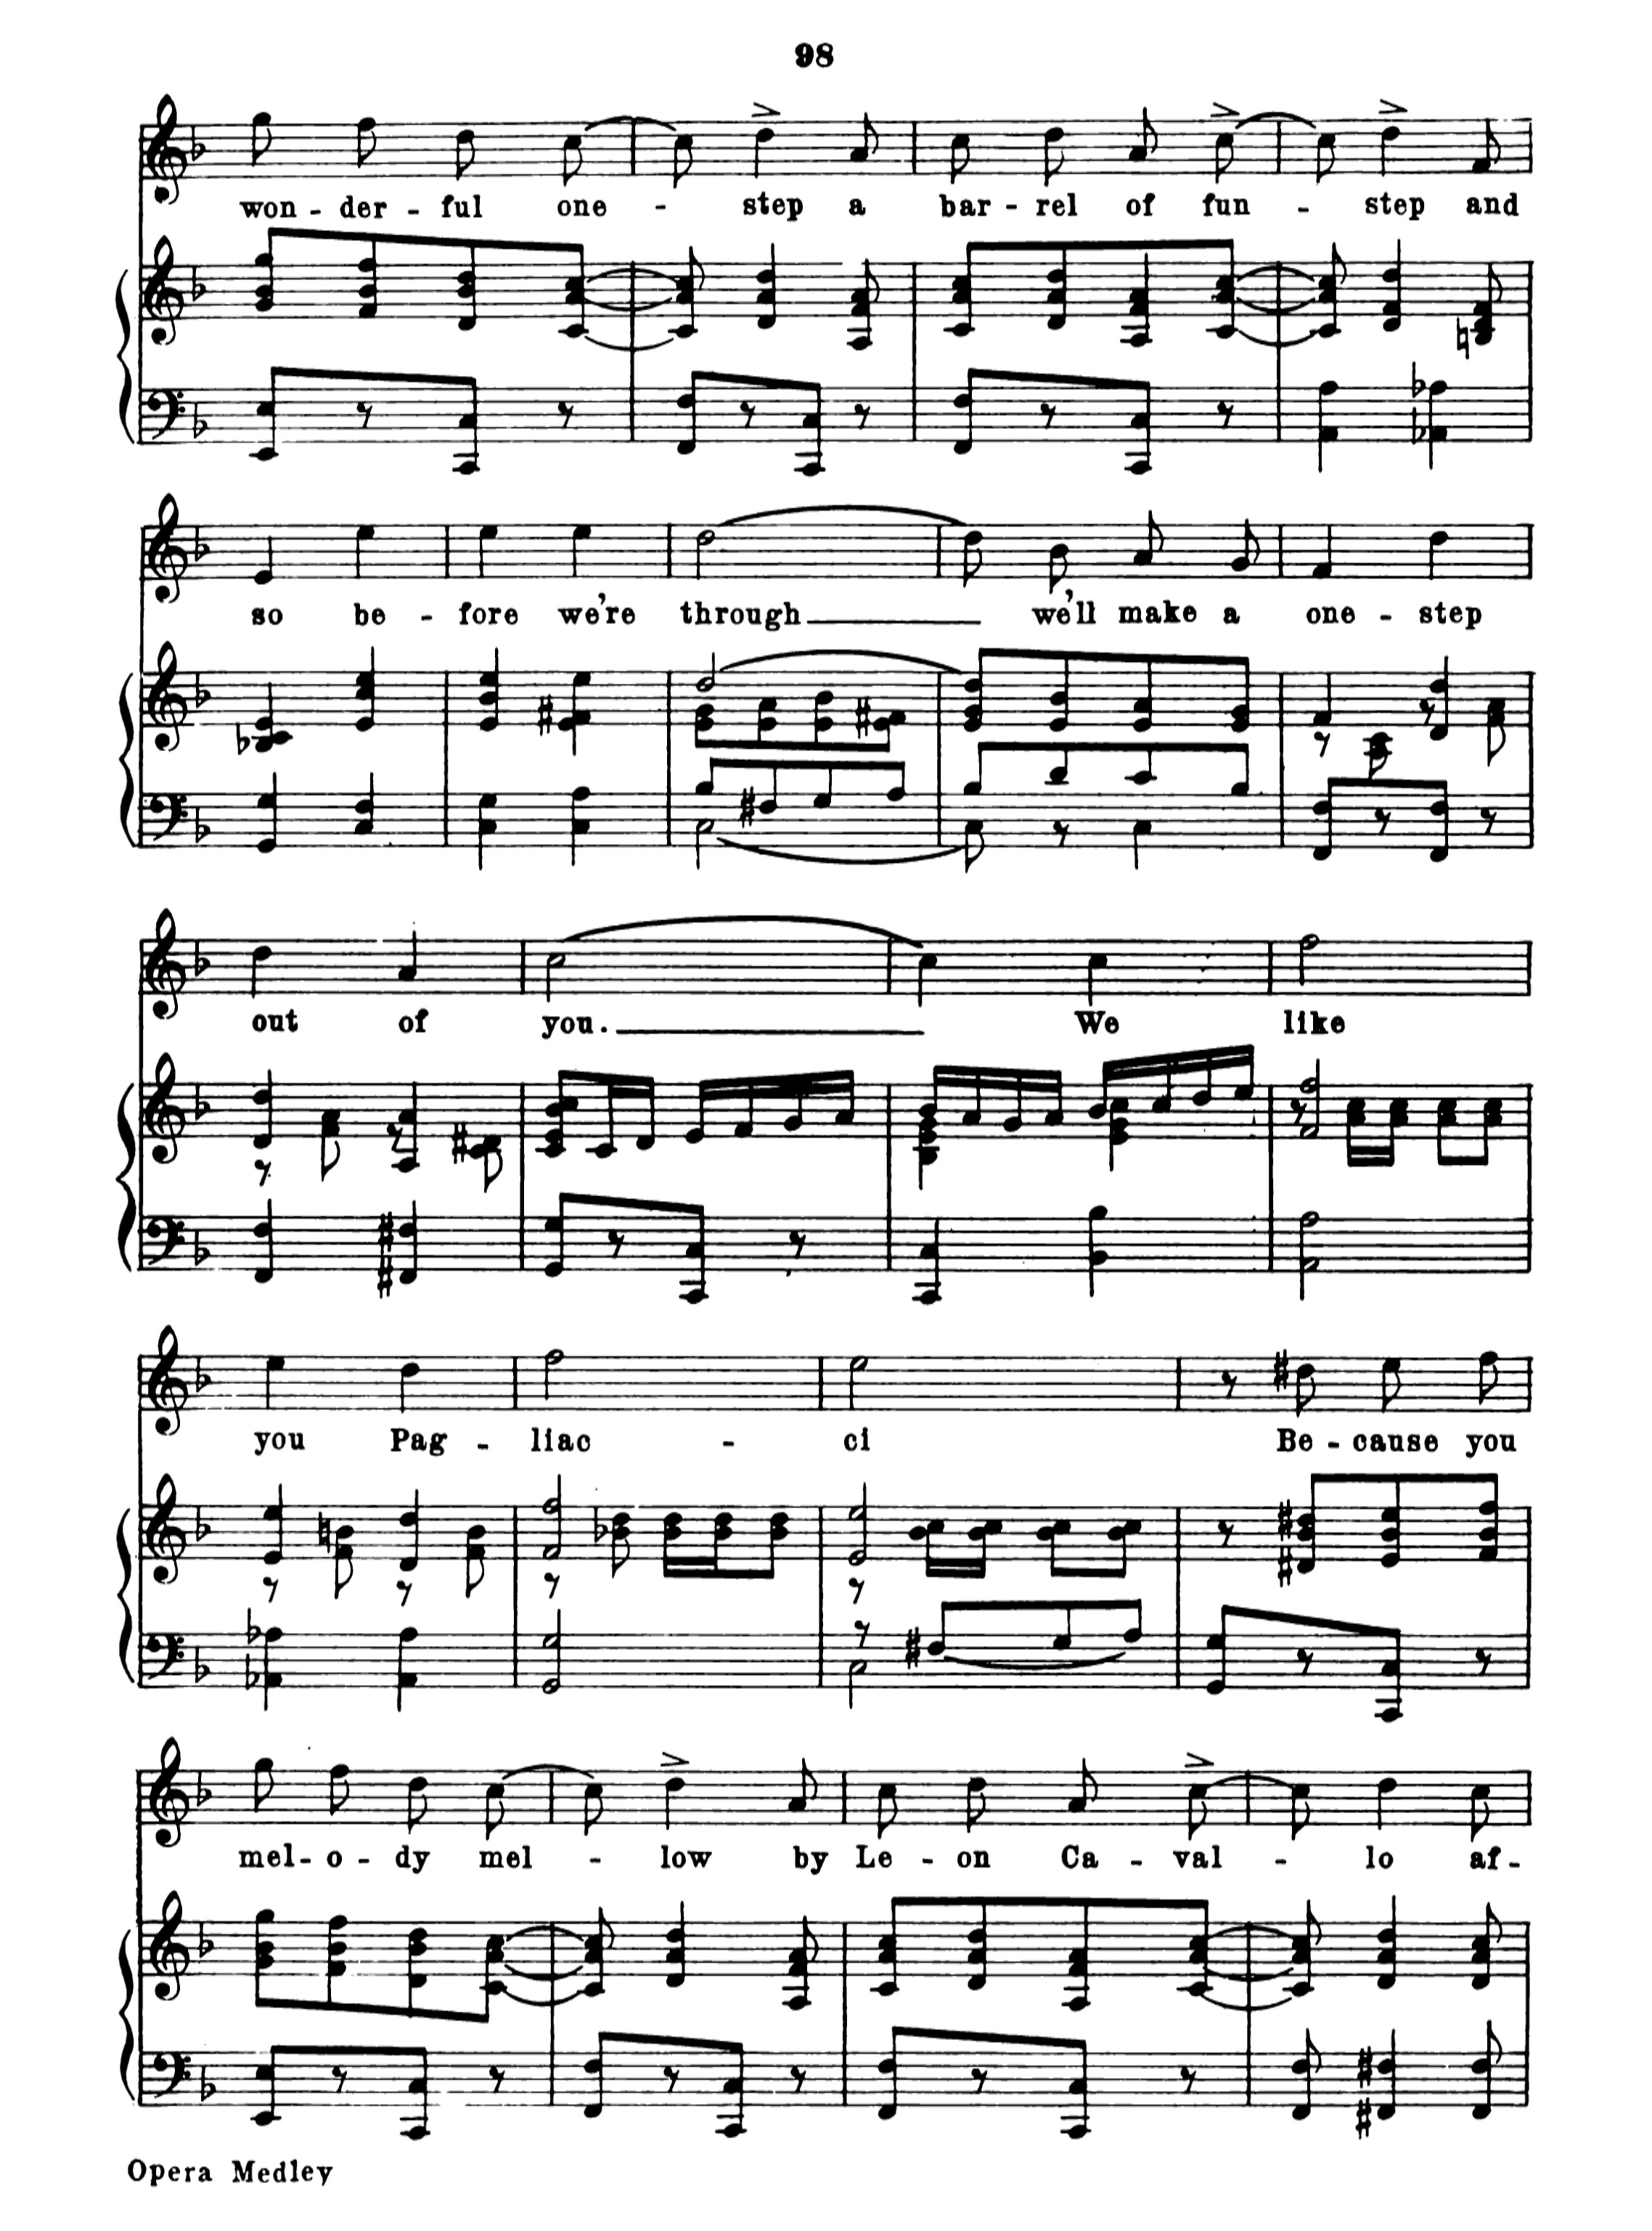 98
won - der - ful one - step a bar - rel of fun - step and
so be - fore we're through we'll make a one - step
out of you. We like
you Pag - liac - ci Be - cause you
mel - o - dy mel - low by Le - on Ca - val - lo af -
Opera Medley